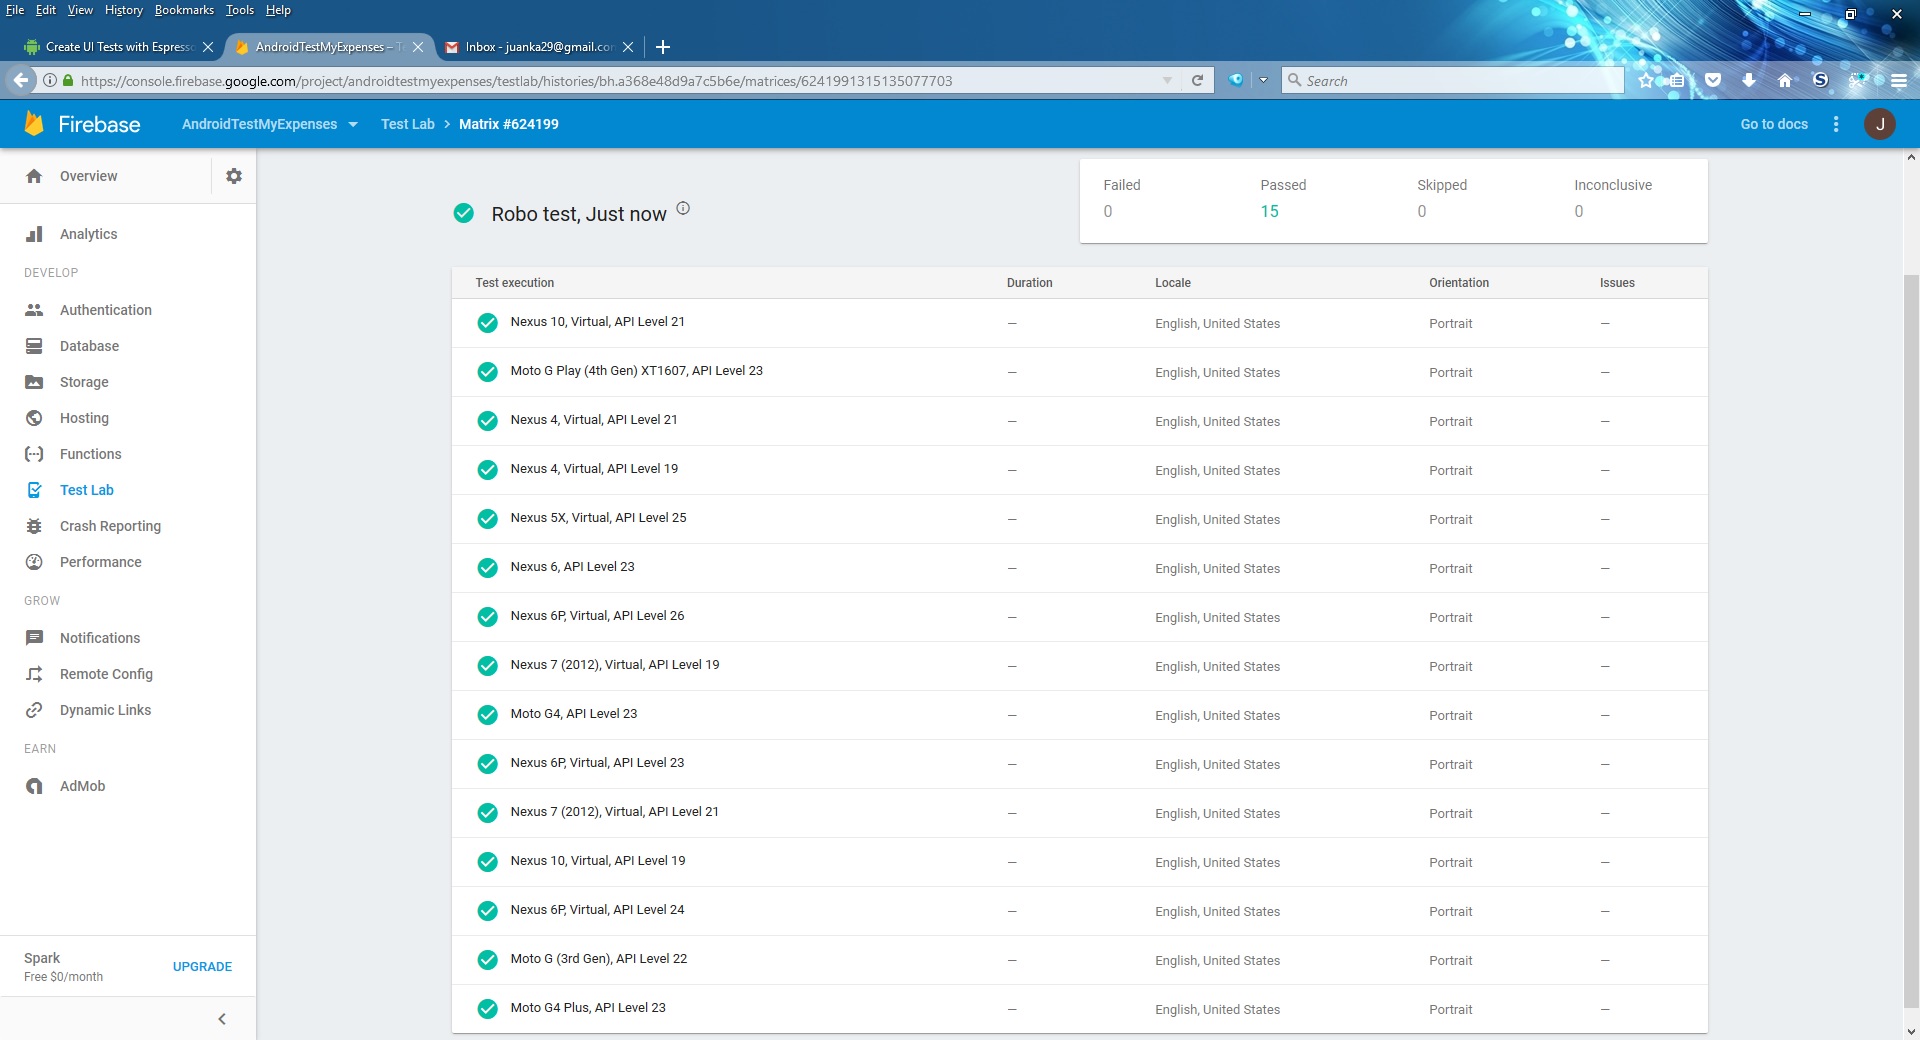 File Edit View History Bookmarks Tools Help
Create UI Tests with Espresso
AndroidTestMyExpenses – T
Inbox - juanka29@gmail.co
https://console.firebase.google.com/project/androidtestmyexpenses/testlab/histories/bh.a368e48d9a7c5b6e/matrices/6241991315135077703
Search
Firebase
AndroidTestMyExpenses
Test Lab > Matrix #624199
Go to docs
J
Overview
Analytics
DEVELOP
Authentication
Database
Storage
Hosting
Functions
Test Lab
Crash Reporting
Performance
GROW
Notifications
Remote Config
Dynamic Links
EARN
AdMob
Spark
Free $0/month
UPGRADE
Robo test, Just now
Failed Passed Skipped Inconclusive
0 15 0 0
Test execution Duration Locale Orientation Issues
Nexus 10, Virtual, API Level 21 — English, United States Portrait —
Moto G Play (4th Gen) XT1607, API Level 23 — English, United States Portrait —
Nexus 4, Virtual, API Level 21 — English, United States Portrait —
Nexus 4, Virtual, API Level 19 — English, United States Portrait —
Nexus 5X, Virtual, API Level 25 — English, United States Portrait —
Nexus 6, API Level 23 — English, United States Portrait —
Nexus 6P, Virtual, API Level 26 — English, United States Portrait —
Nexus 7 (2012), Virtual, API Level 19 — English, United States Portrait —
Moto G4, API Level 23 — English, United States Portrait —
Nexus 6P, Virtual, API Level 23 — English, United States Portrait —
Nexus 7 (2012), Virtual, API Level 21 — English, United States Portrait —
Nexus 10, Virtual, API Level 19 — English, United States Portrait —
Nexus 6P, Virtual, API Level 24 — English, United States Portrait —
Moto G (3rd Gen), API Level 22 — English, United States Portrait —
Moto G4 Plus, API Level 23 — English, United States Portrait —